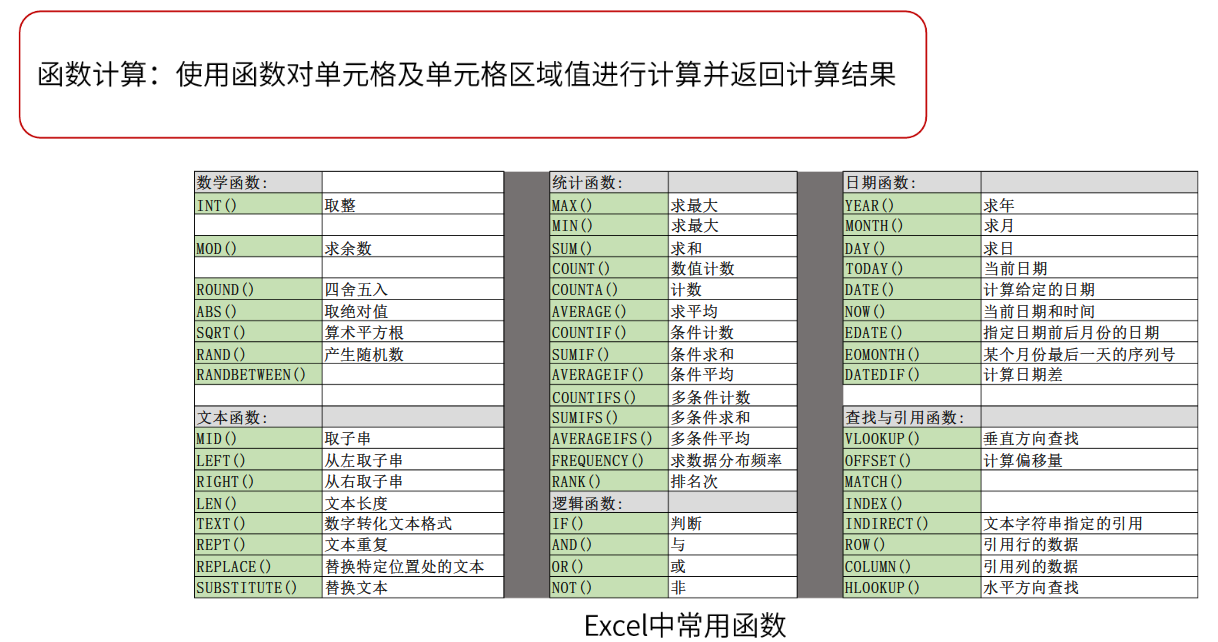 函数计算：使用函数对单元格及单元格区域值进行计算并返回计算结果
数学函数： 统计函数： 日期函数：
INT() 取整 MAX() 求最大 YEAR() 求年
MIN() 求最大 MONTH() 求月
MOD() 求余数 SUM() 求和 DAY() 求日
COUNT() 数值计数 TODAY() 当前日期
ROUND() 四舍五入 COUNTA() 计数 DATE() 计算给定的日期
ABS() 取绝对值 AVERAGE() 求平均 NOW() 当前日期和时间
SQRT() 算术平方根 COUNTIF() 条件计数 EDATE() 指定日期前后月份的日期
RAND() 产生随机数 SUMIF() 条件求和 EOMONTH() 某个月份最后一天的序列号
RANDBETWEEN() AVERAGEIF() 条件平均 DATEDIF() 计算日期差
COUNTIFS() 多条件计数
文本函数： SUMIFS() 多条件求和 查找与引用函数：
MID() 取子串 AVERAGEIFS() 多条件平均 VLOOKUP() 垂直方向查找
LEFT() 从左取子串 FREQUENCY() 求数据分布频率 OFFSET() 计算偏移量
RIGHT() 从右取子串 RANK() 排名次 MATCH()
LEN() 文本长度 逻辑函数： INDEX()
TEXT() 数字转化文本格式 IF() 判断 INDIRECT() 文本字符串指定的引用
REPT() 文本重复 AND() 与 ROW() 引用行的数据
REPLACE() 替换特定位置处的文本 OR() 或 COLUMN() 引用列的数据
SUBSTITUTE() 替换文本 NOT() 非 HLOOKUP() 水平方向查找
Excel中常用函数